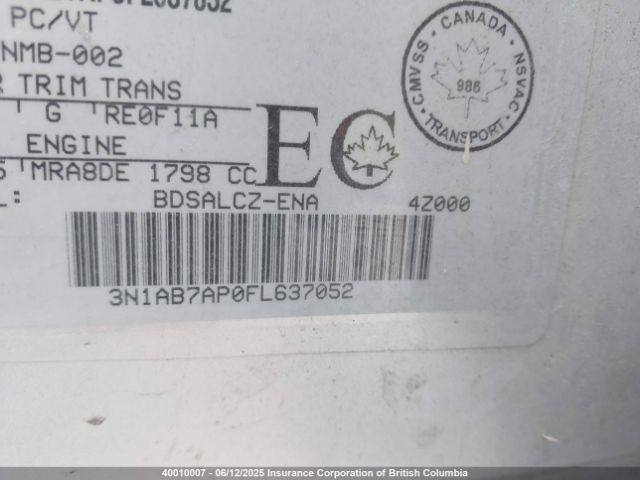 PC/VT
NMB-002
TRIM TRANS
G RE0F11A
ENGINE
MRA8DE 1798 CC
EC
BDSALCZ-ENA 4Z000
3N1AB7AP0FL637052
CANADA
CMVSS
NSVAC
986
TRANSPORT
40010007 - 06/12/2025 Insurance Corporation of British Columbia